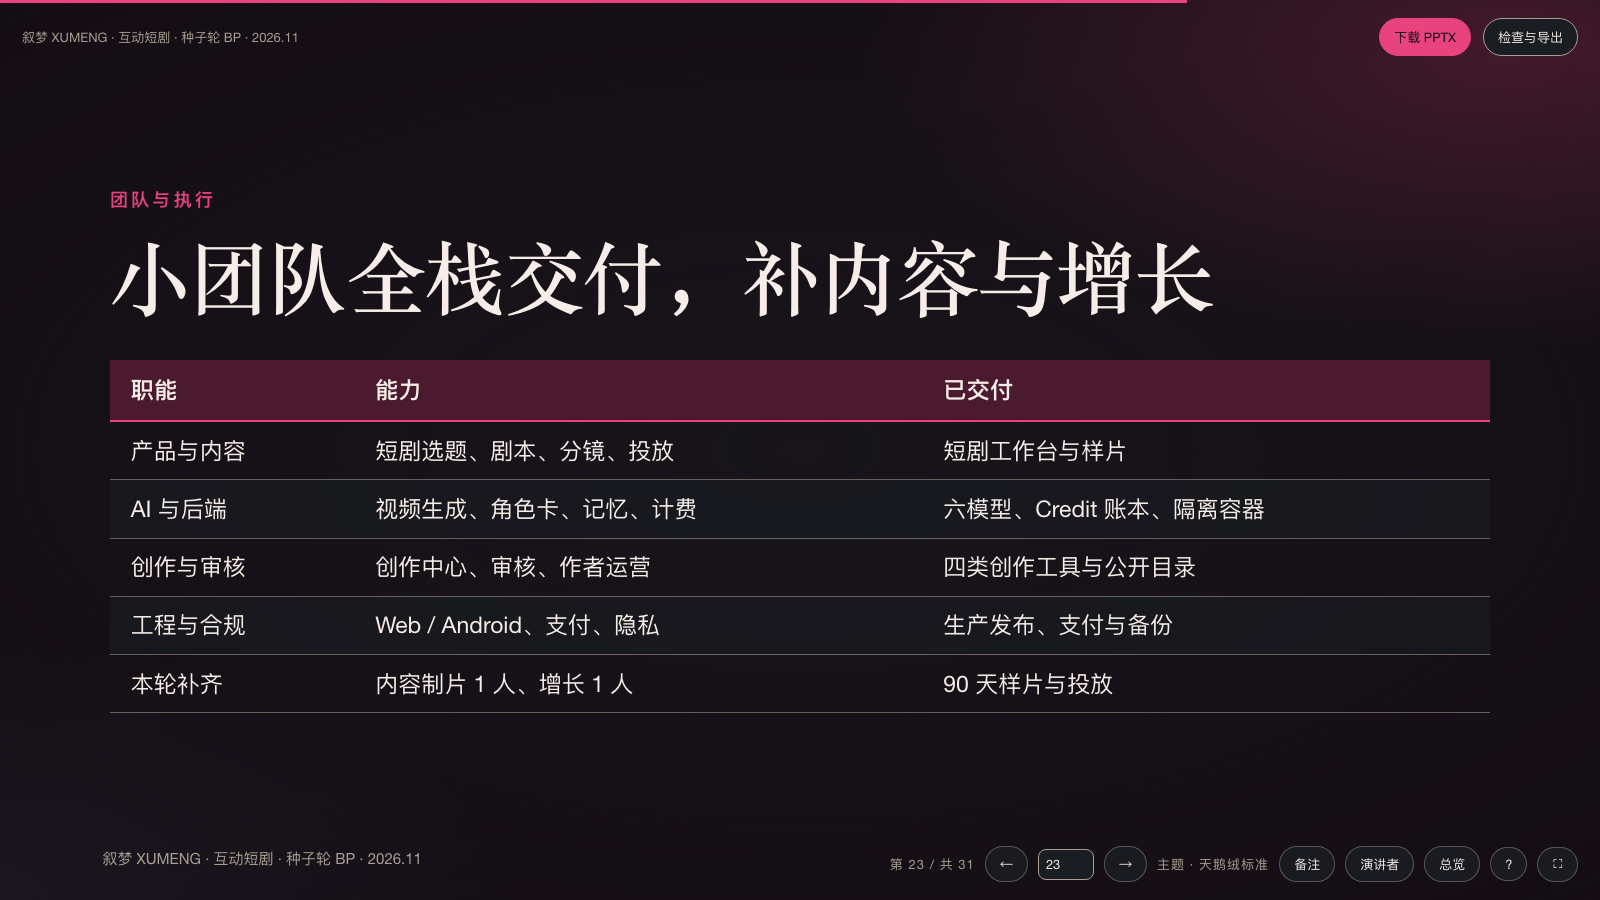 叙梦 XUMENG · 互动短剧 · 种子轮 BP · 2026.11
下载 PPTX
检查与导出
团队与执行
小团队全栈交付，补内容与增长
职能 能力 已交付
产品与内容 短剧选题、剧本、分镜、投放 短剧工作台与样片
AI 与后端 视频生成、角色卡、记忆、计费 六模型、Credit 账本、隔离容器
创作与审核 创作中心、审核、作者运营 四类创作工具与公开目录
工程与合规 Web / Android、支付、隐私 生产发布、支付与备份
本轮补齐 内容制片 1 人、增长 1 人 90 天样片与投放
叙梦 XUMENG · 互动短剧 · 种子轮 BP · 2026.11
第 23 / 共 31 ← 23 → 主题 · 天鹅绒标准 备注 演讲者 总览 ? ⛶